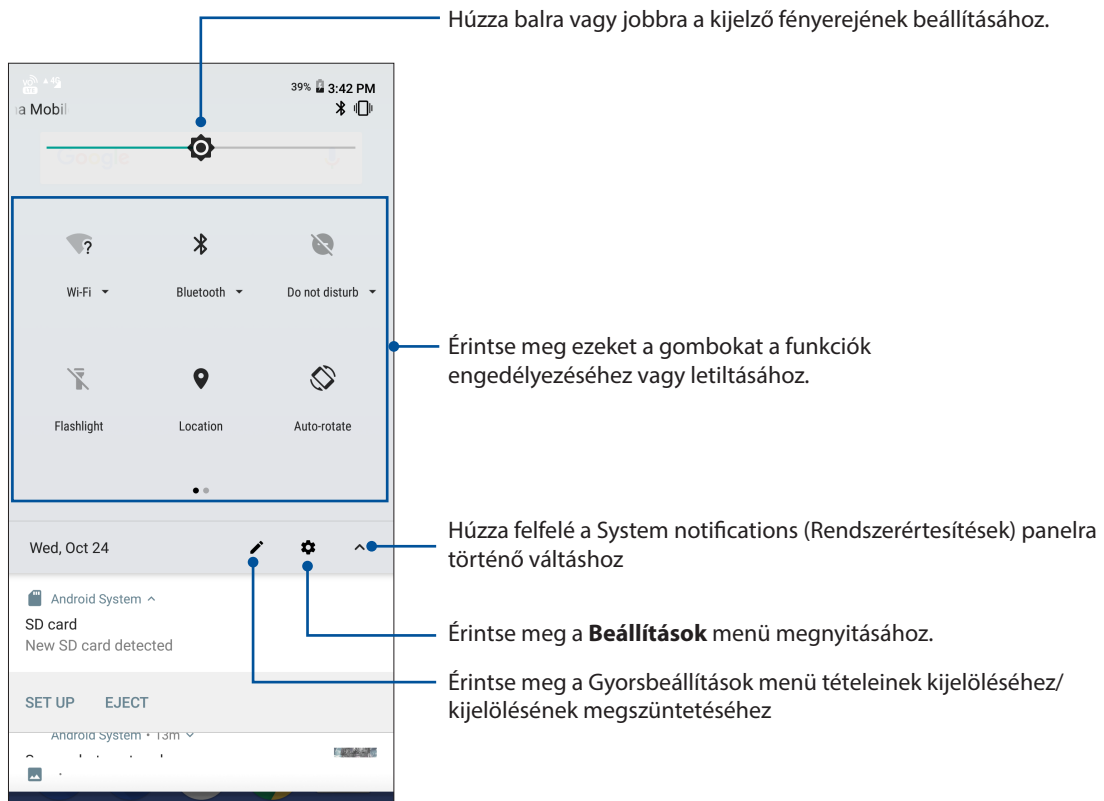 Húzza balra vagy jobbra a kijelző fényerejének beállításához.
39% 3:42 PM
a Mobil
Google
?
Wi-Fi
Bluetooth
Do not disturb
Érintse meg ezeket a gombokat a funkciók
engedélyezéséhez vagy letiltásához.
Flashlight
Location
Auto-rotate
Húzza felfelé a System notifications (Rendszerértesítések) panelra
történő váltáshoz
Wed, Oct 24
Android System
SD card
New SD card detected
Érintse meg a Beállítások menü megnyitásához.
Érintse meg a Gyorsbeállítások menü tételeinek kijelöléséhez/
kijelölésének megszüntetéséhez
SET UP EJECT
Android System • 13m